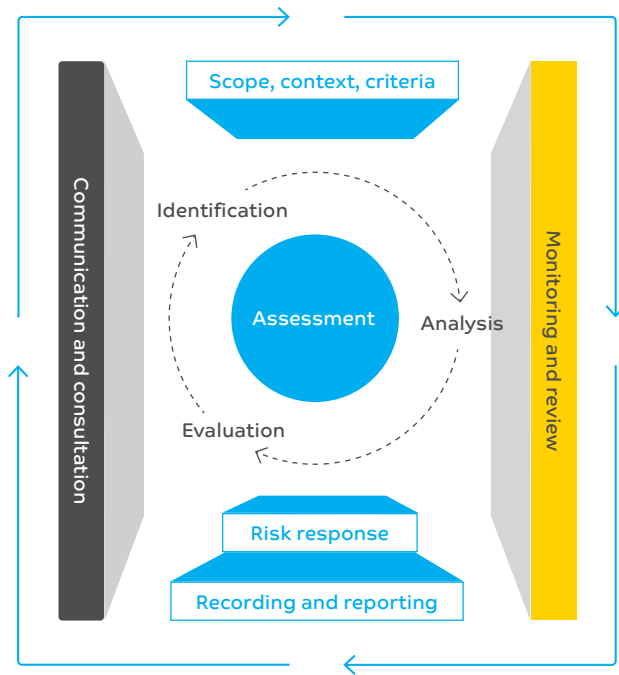 Scope, context, criteria
Communication and consultation
Identification
Monitoring and review
Assessment
Analysis
Evaluation
Risk response
Recording and reporting